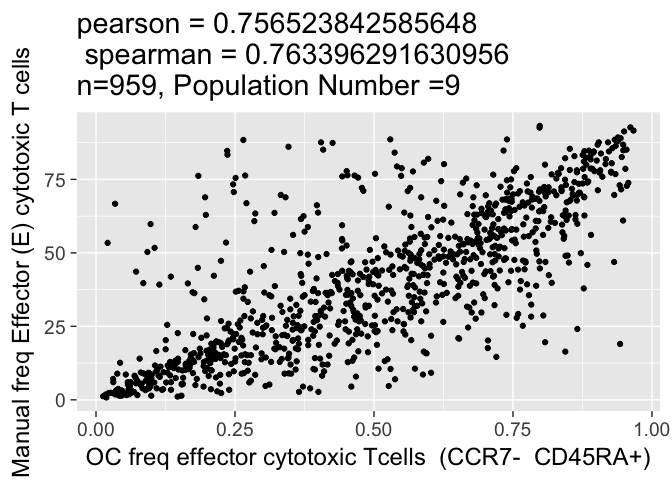 pearson = 0.756523842585648
spearman = 0.763396291630956
n=959, Population Number =9
Manual freq Effector (E) cytotoxic T cells
75
50
25
0
0.00 0.25 0.50 0.75 1.00
OC freq effector cytotoxic Tcells  (CCR7-  CD45RA+)